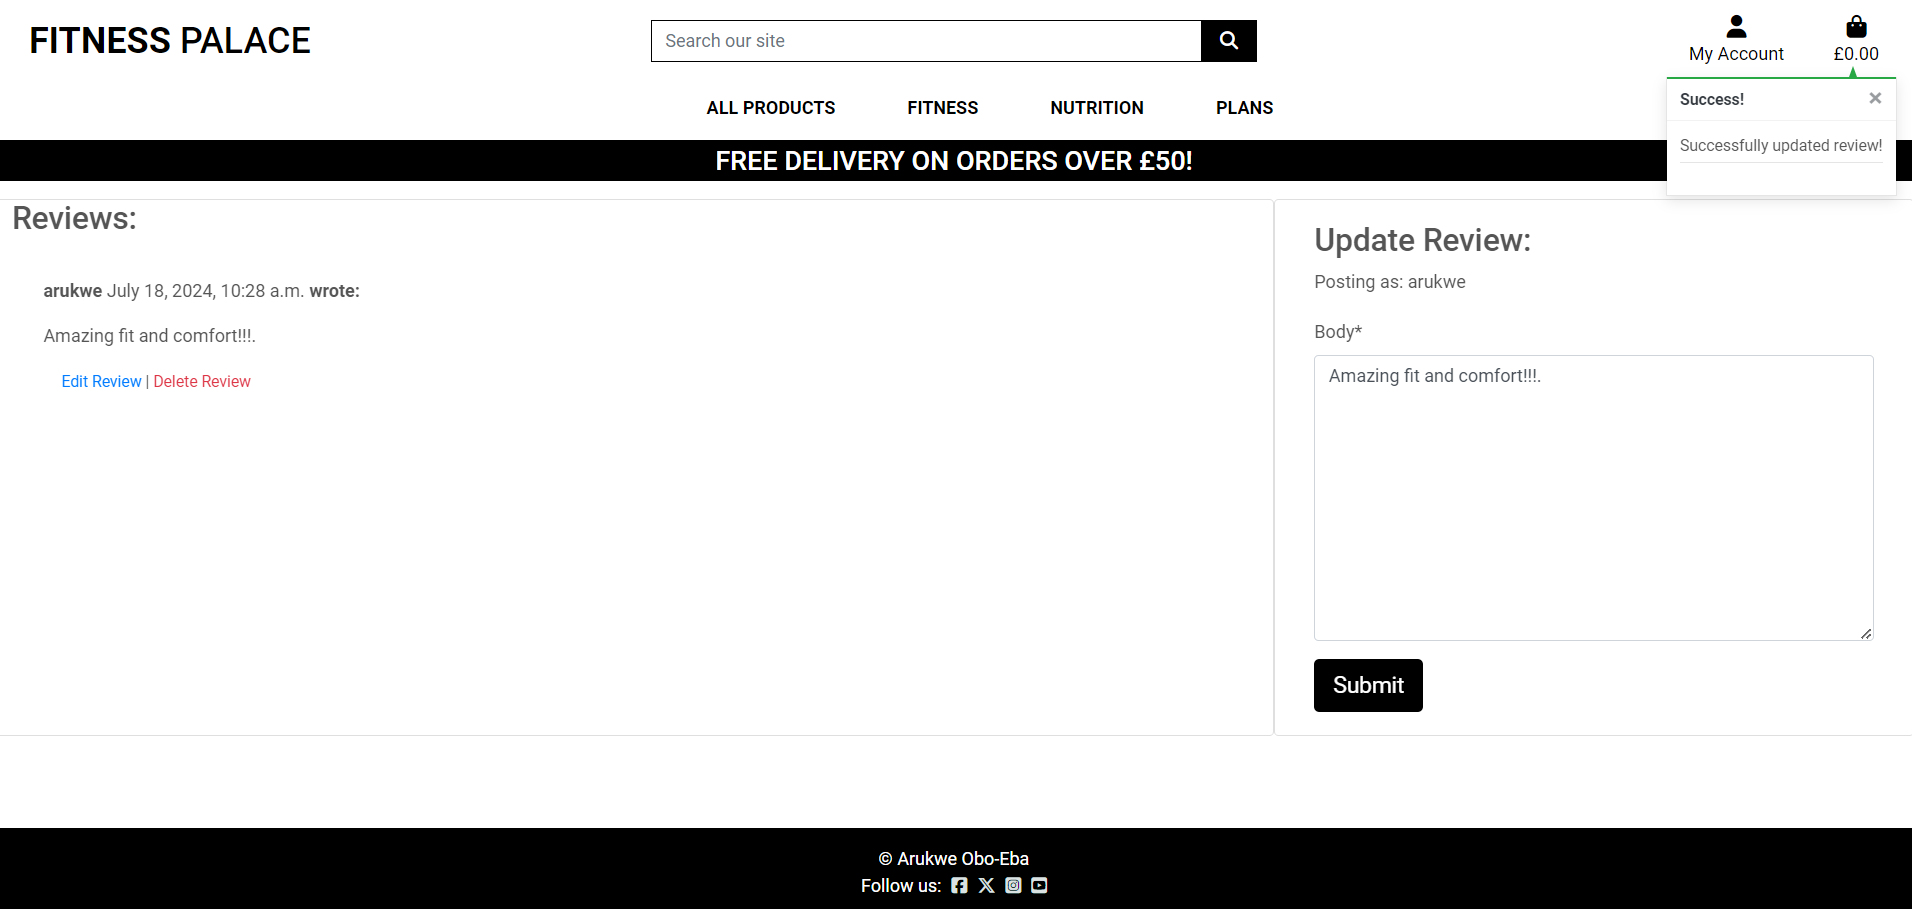 FITNESS PALACE
Search our site
My Account
£0.00
ALL PRODUCTS FITNESS NUTRITION PLANS
Success! ×
Successfully updated review!
FREE DELIVERY ON ORDERS OVER £50!
Reviews:
arukwe July 18, 2024, 10:28 a.m. wrote:
Amazing fit and comfort!!!.
Edit Review | Delete Review
Update Review:
Posting as: arukwe
Body*
Amazing fit and comfort!!!.
Submit
© Arukwe Obo-Eba
Follow us: